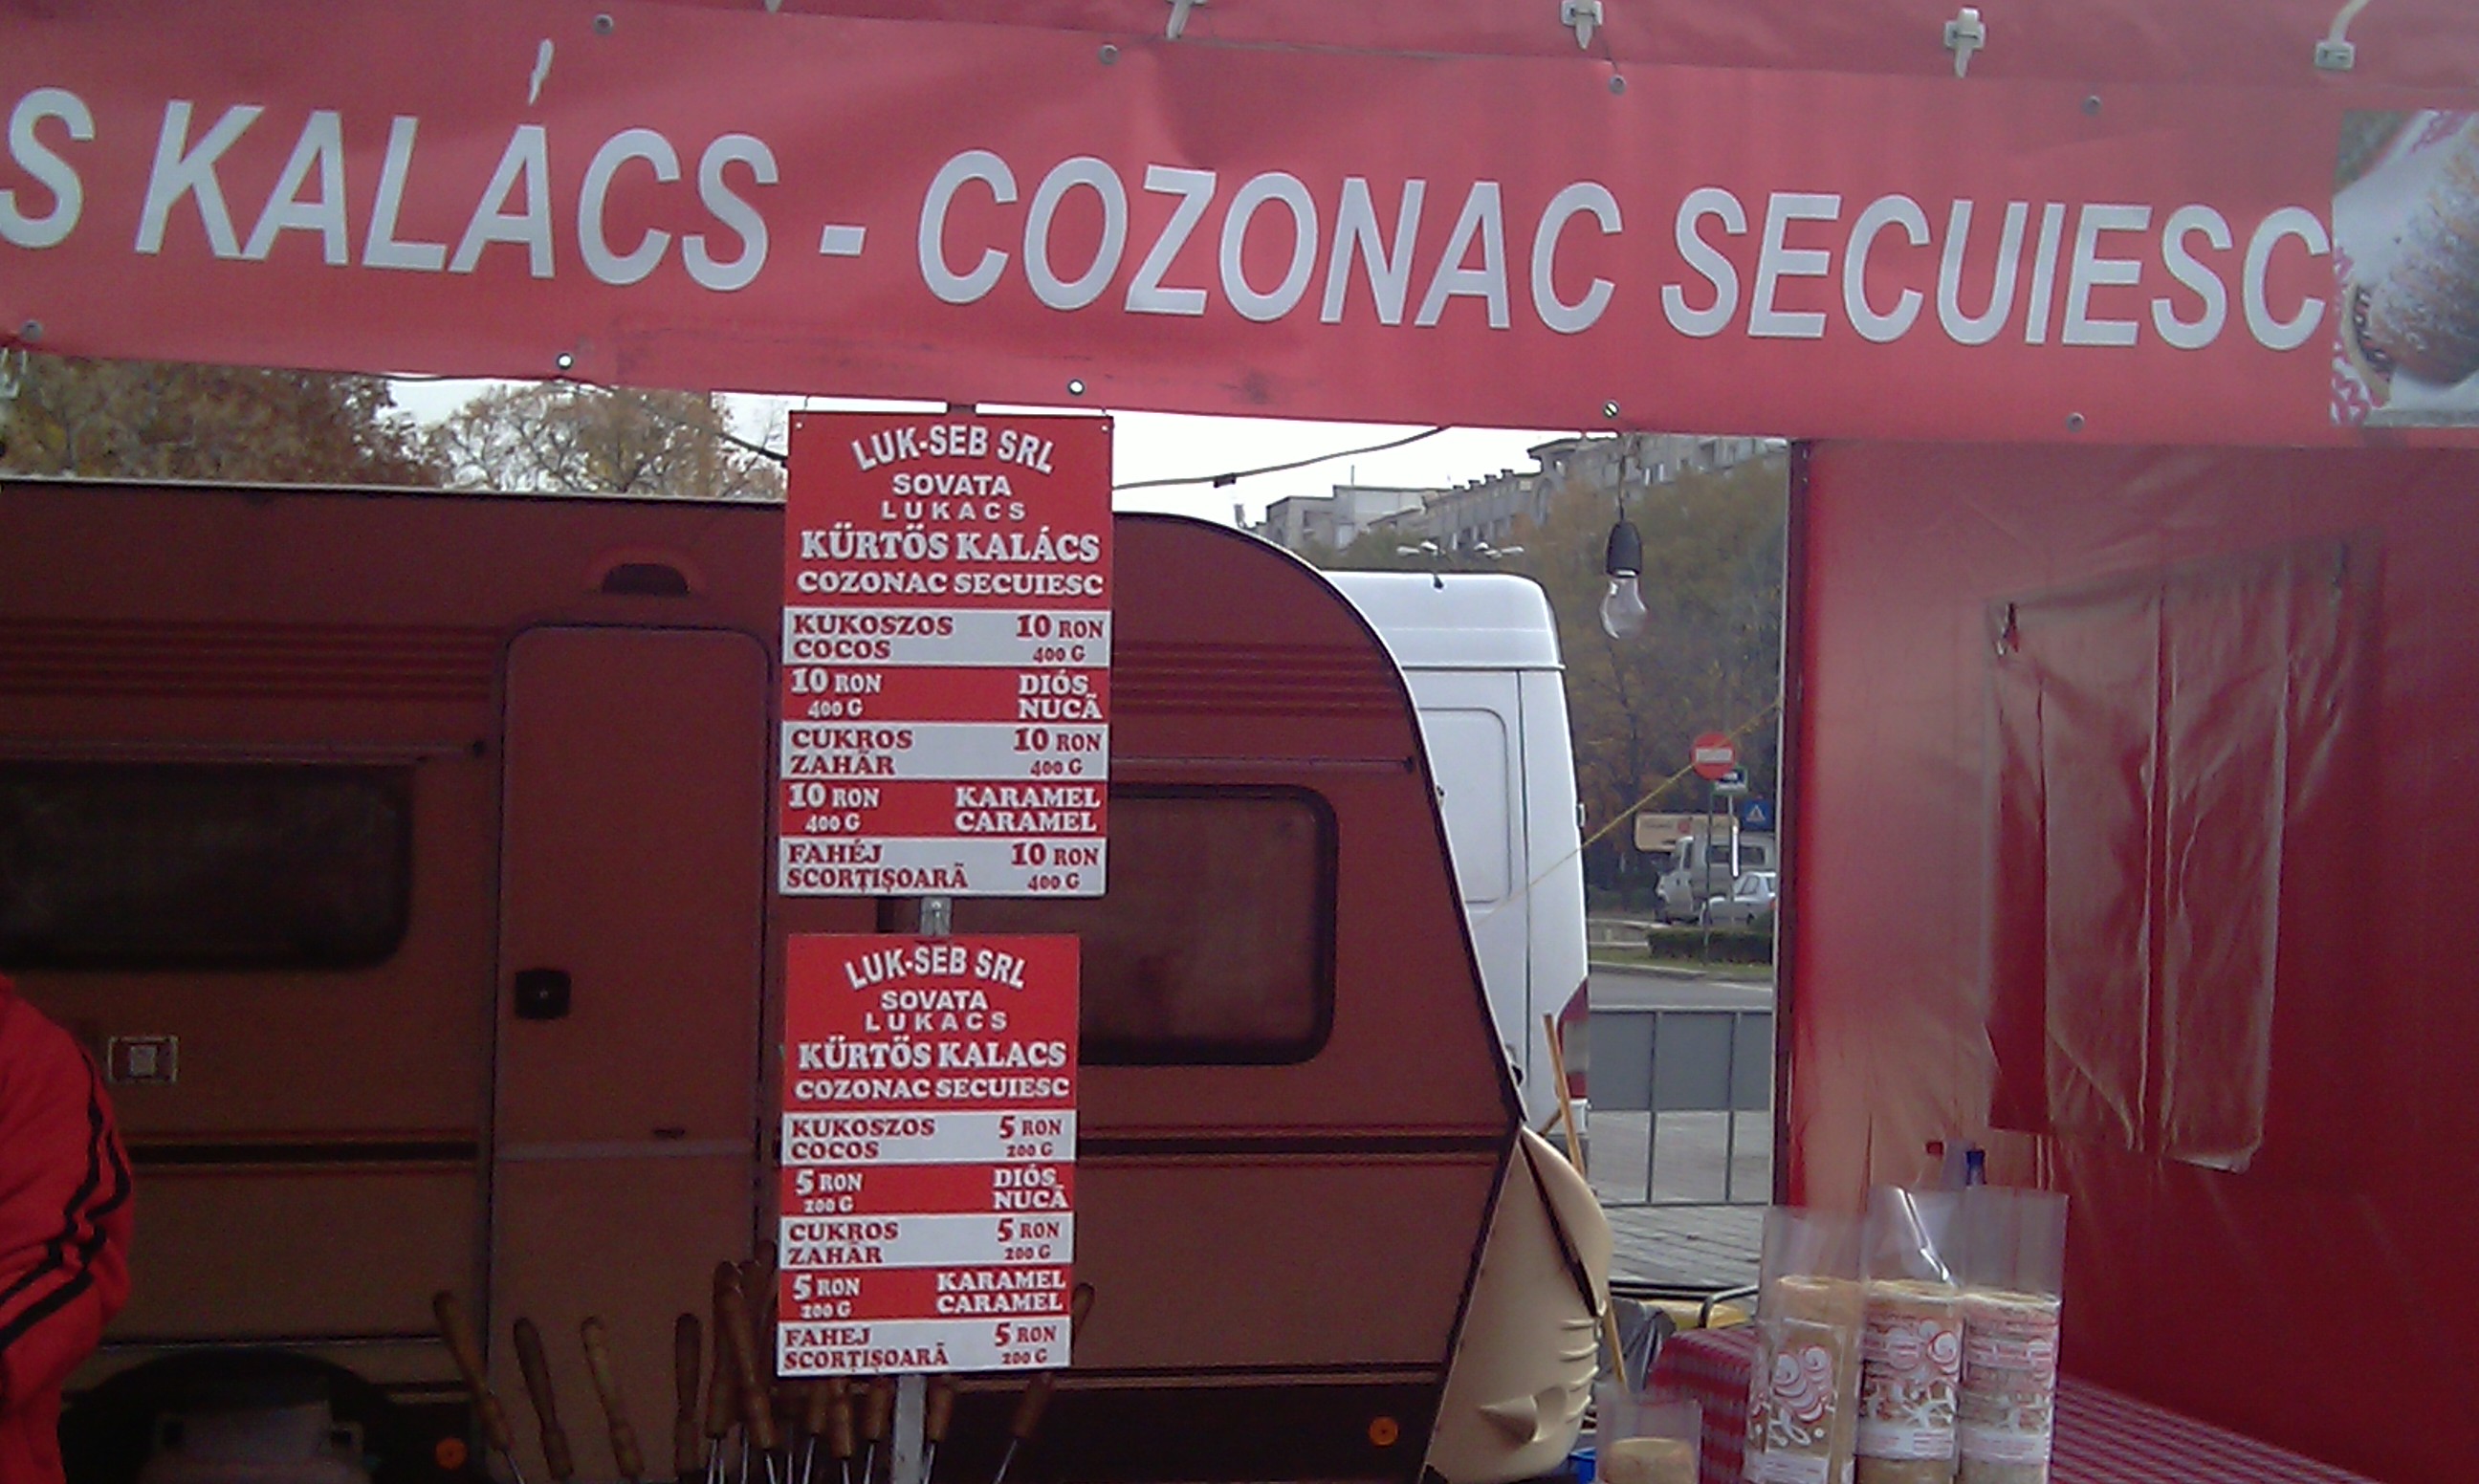 S KALÁCS - COZONAC SECUIESC
LUK-SEB SRL
SOVATA
LUKACS
KÜRTŐS KALÁCS
COZONAC SECUIESC
KUKOSZOS 10 RON
COCOS 400 G
10 RON DIÓS
400 G NUCĂ
CUKROS 10 RON
ZAHĂR 400 G
10 RON KARAMEL
400 G CARAMEL
FAHÉJ 10 RON
SCORȚIȘOARĂ 400 G
LUK-SEB SRL
SOVATA
LUKACS
KÜRTŐS KALACS
COZONAC SECUIESC
KUKOSZOS 5 RON
COCOS 200 G
5 RON DIÓS
200 G NUCĂ
CUKROS 5 RON
ZAHĂR 200 G
5 RON KARAMEL
200 G CARAMEL
FAHEJ 5 RON
SCORȚIȘOARĂ 200 G